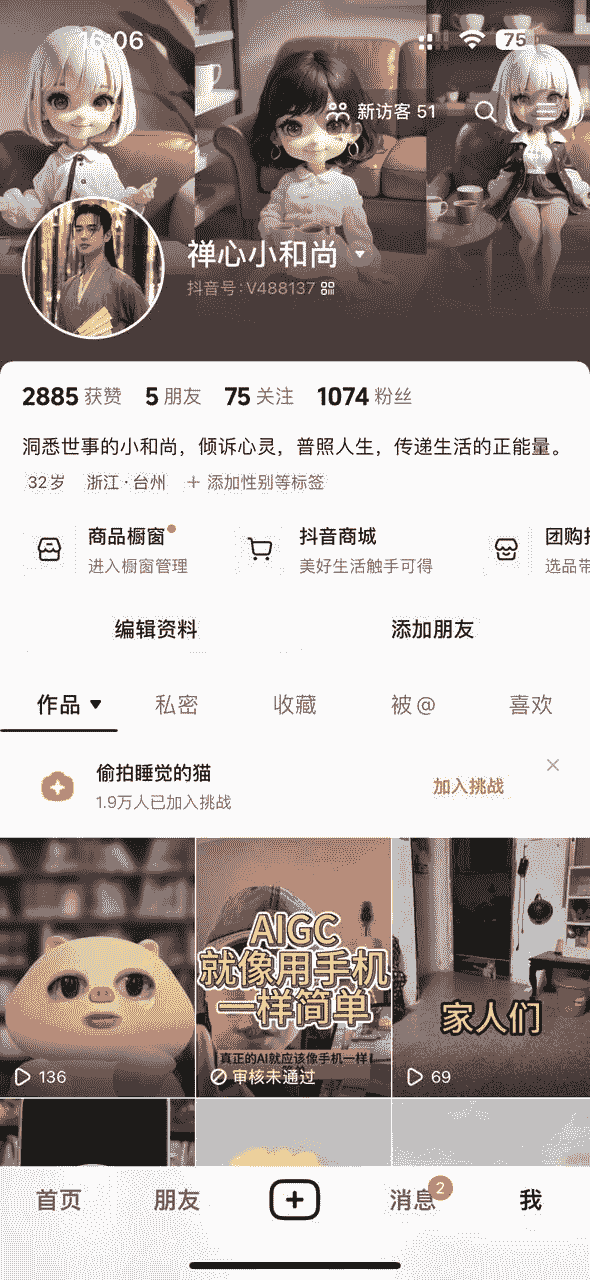 16:06
75
新访客 51
禅心小和尚
抖音号:V488137
2885 获赞 5 朋友 75 关注 1074 粉丝
洞悉世事的小和尚，倾诉心灵，普照人生，传递生活的正能量。
32岁 浙江·台州 + 添加性别等标签
商品橱窗 抖音商城 团购
进入橱窗管理 美好生活触手可得 选品带
编辑资料 添加朋友
作品 私密 收藏 被@ 喜欢
偷拍睡觉的猫
1.9万人已加入挑战
加入挑战
AIGC
就像用手机
一样简单
真正的AI就应该像手机一样
家人们
136 审核未通过 69
首页 朋友 消息 2 我